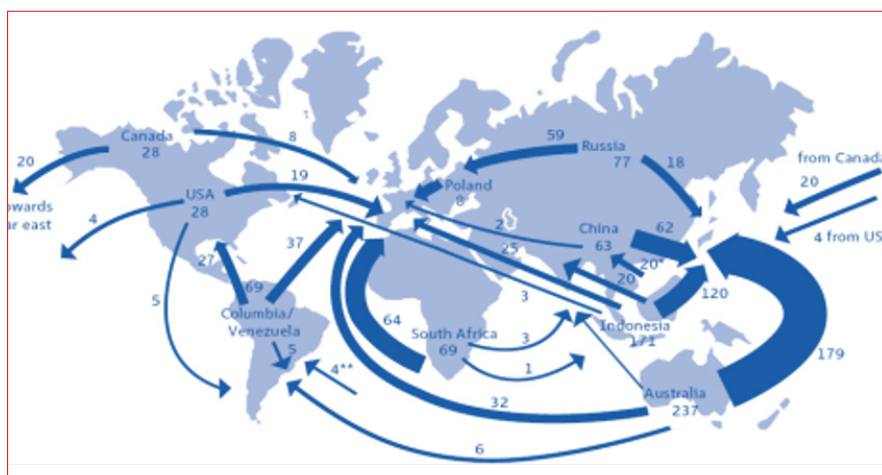 Canada
28
8
20
owards
ar east
4
USA
28
19
5
27
37
69
Columbia/
Venezuela
5
4**
64
South Africa
69
3
1
32
6
59
Russia
77
18
Poland
8
2
25
3
China
63
62
20*
20
120
Indonesia
171
Australia
237
179
from Canada
20
4 from US